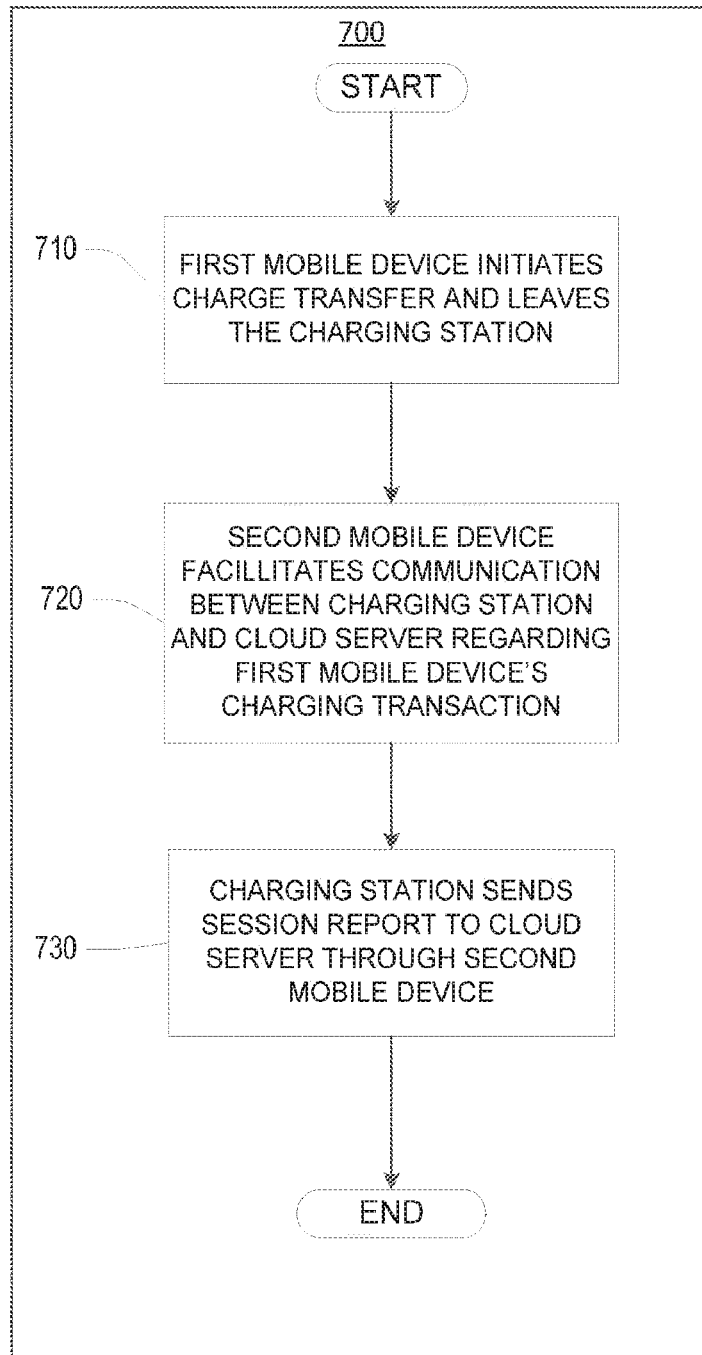 700
START
710
FIRST MOBILE DEVICE INITIATES
CHARGE TRANSFER AND LEAVES
THE CHARGING STATION
720
SECOND MOBILE DEVICE
FACILLITATES COMMUNICATION
BETWEEN CHARGING STATION
AND CLOUD SERVER REGARDING
FIRST MOBILE DEVICE'S
CHARGING TRANSACTION
730
CHARGING STATION SENDS
SESSION REPORT TO CLOUD
SERVER THROUGH SECOND
MOBILE DEVICE
END